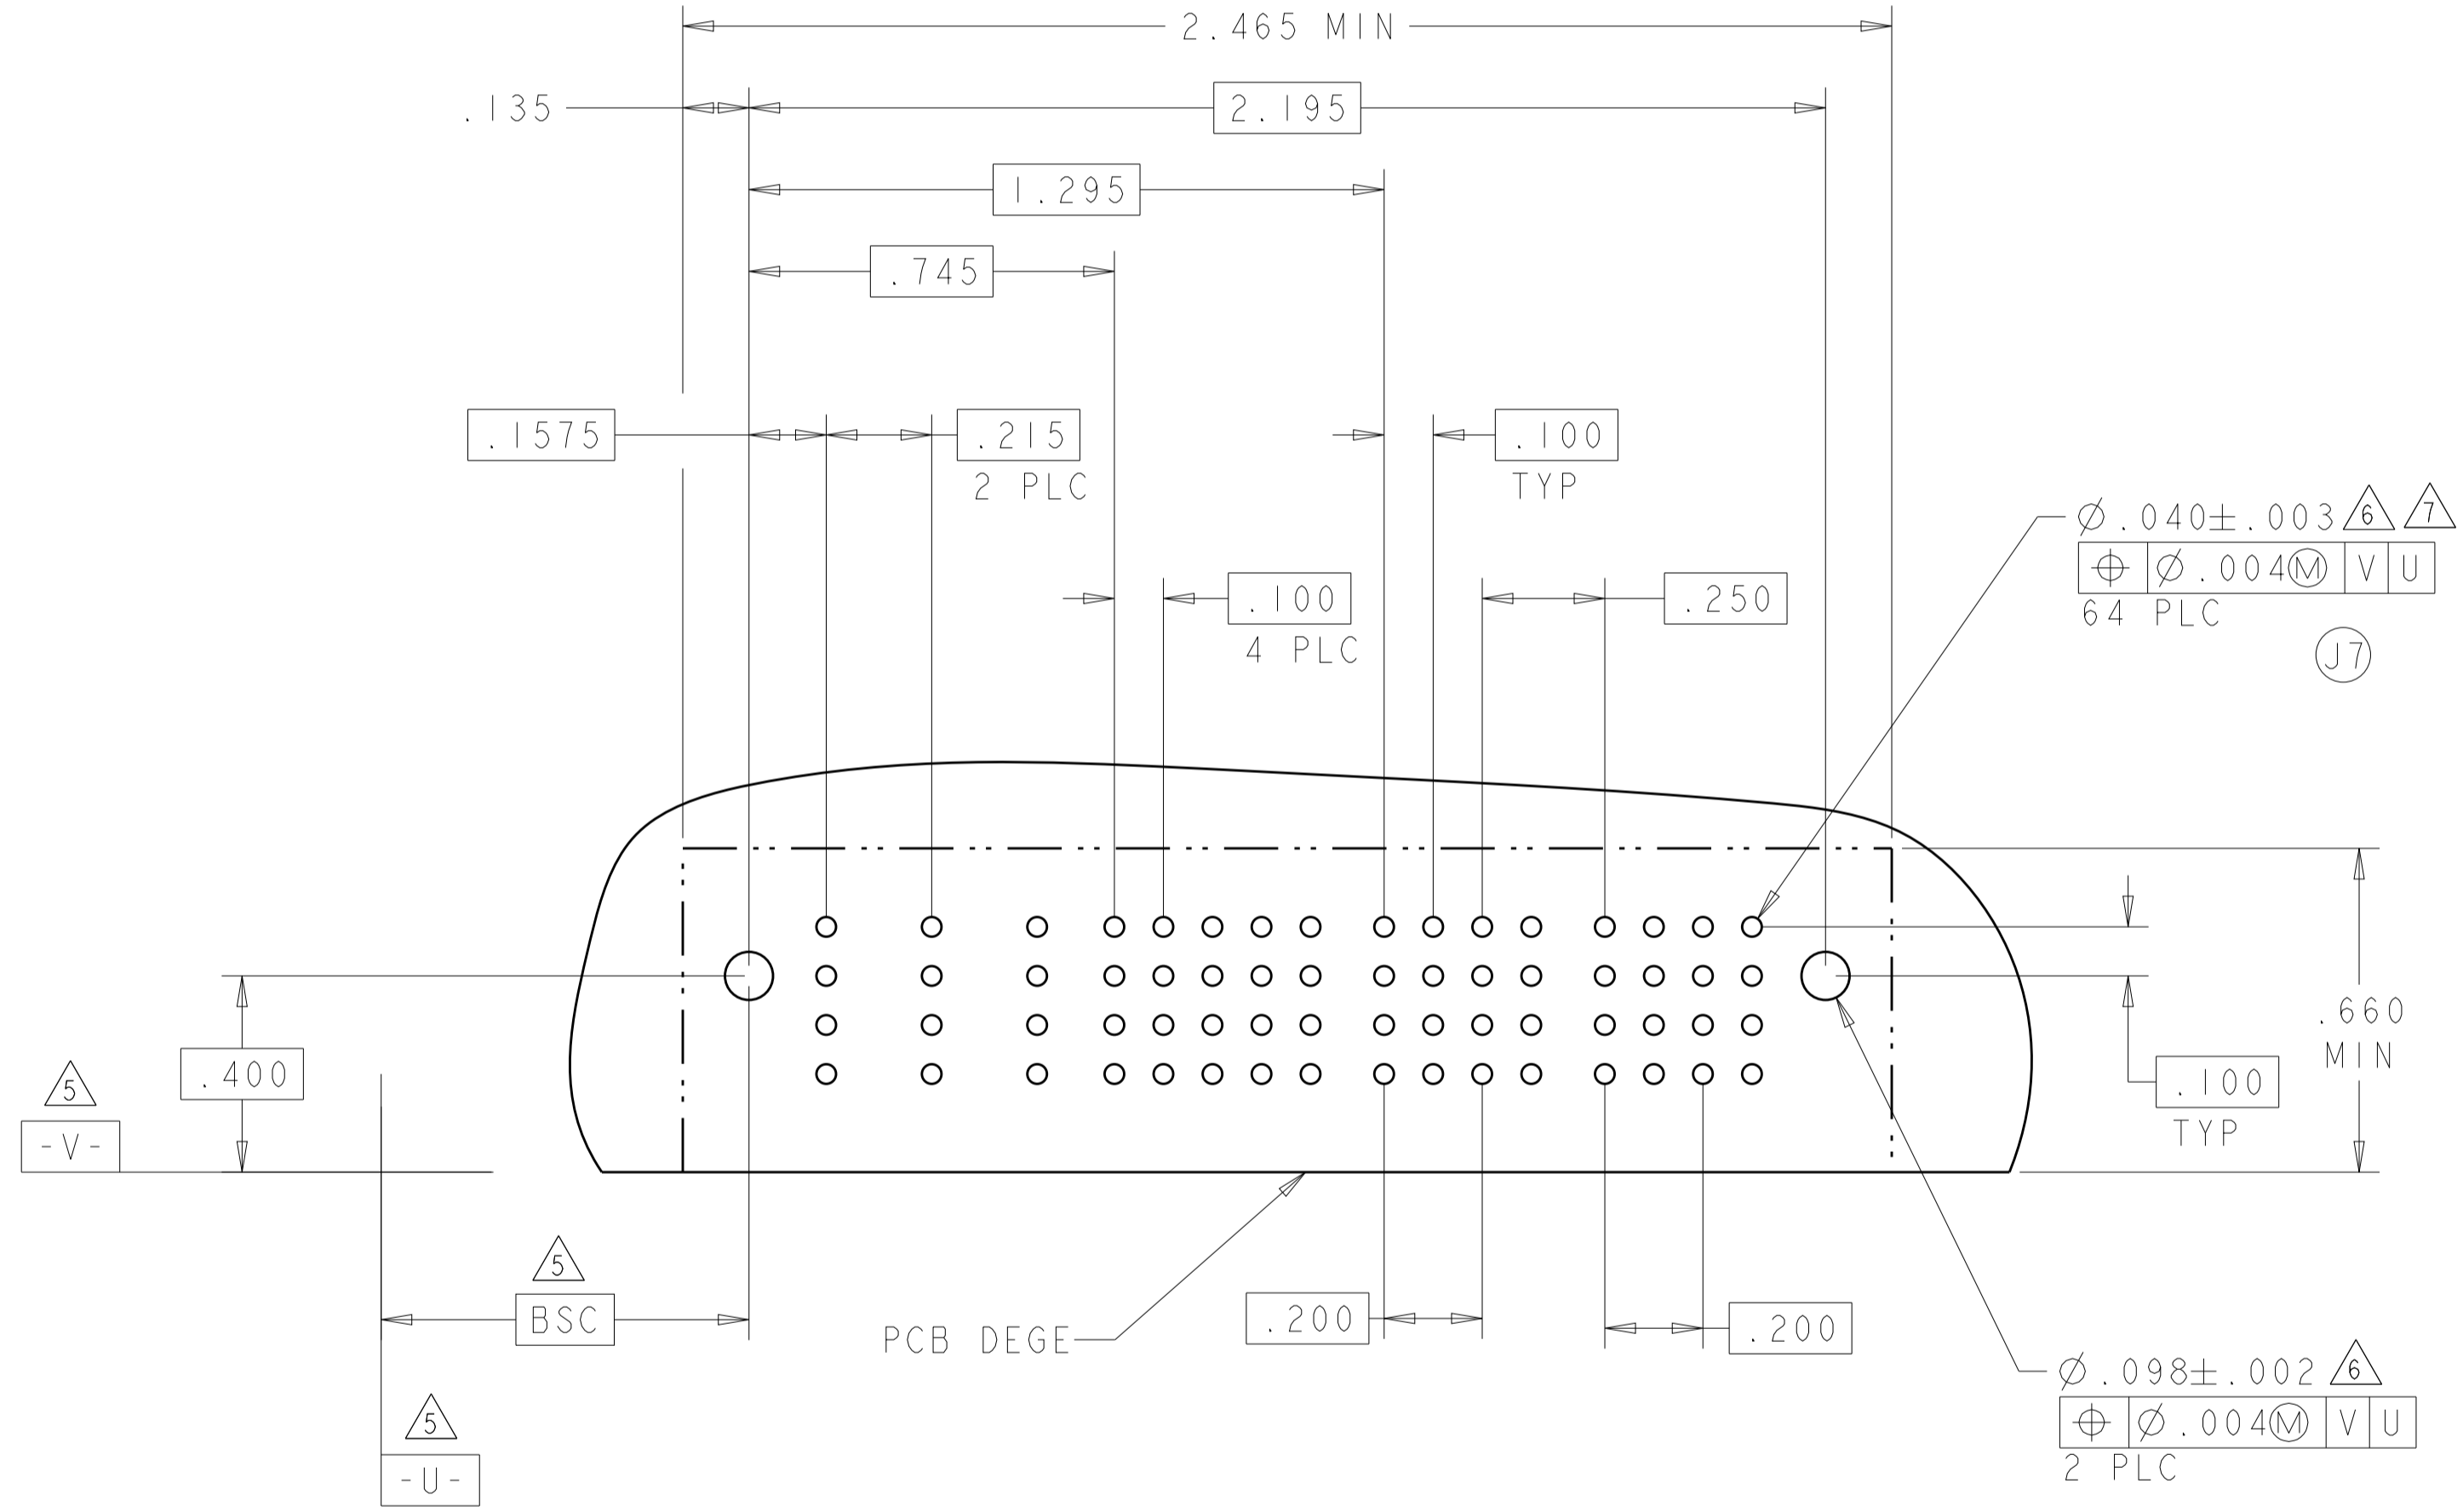 2.465 MIN
.135
2.195
1.295
.745
.1575
.215
2 PLC
.100
TYP
⌀.040±.003 6 7
⌖ ⌀.004Ⓜ V U
64 PLC
J7
.100
4 PLC
.250
.660
MIN
.100
TYP
.400
5
-V-
5
BSC
PCB DEGE
.200
.200
⌀.098±.002 6
⌖ ⌀.004Ⓜ V U
2 PLC
5
-U-